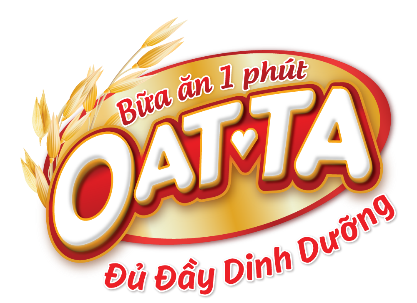 Bữa ăn 1 phút
OAT TA
Đủ Đầy Dinh Dưỡng